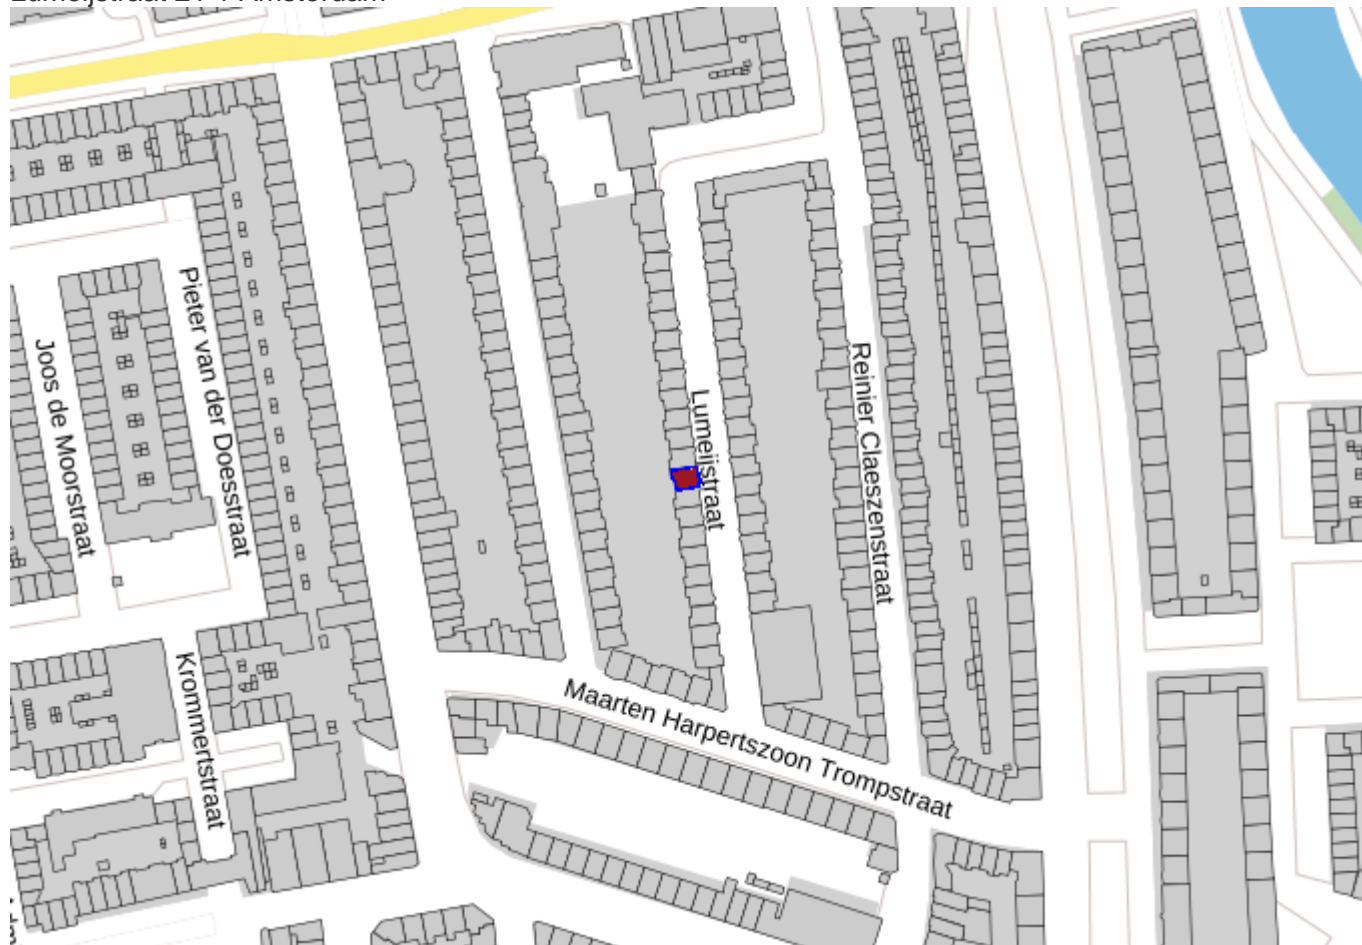 Pieter van der Doesstraat
Joos de Moorstraat
Reinier Claeszenstraat
Lumeijstraat
Krommertstraat
Maarten Harpertszoon Trompstraat